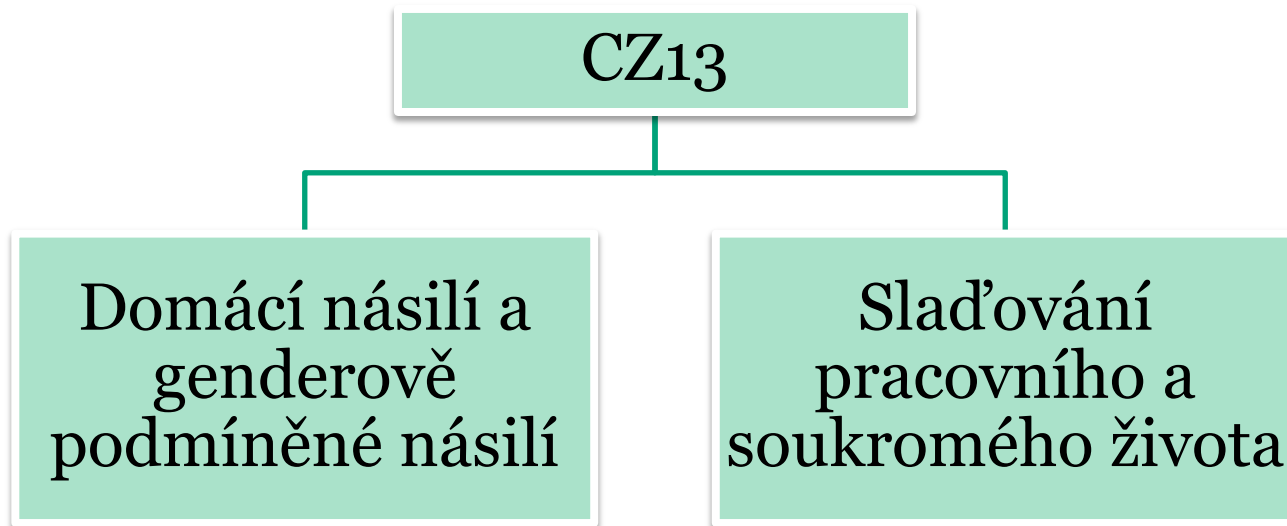 CZ13
Domácí násilí a
genderově
podmíněné násilí
Slaďování
pracovního a
soukromého života